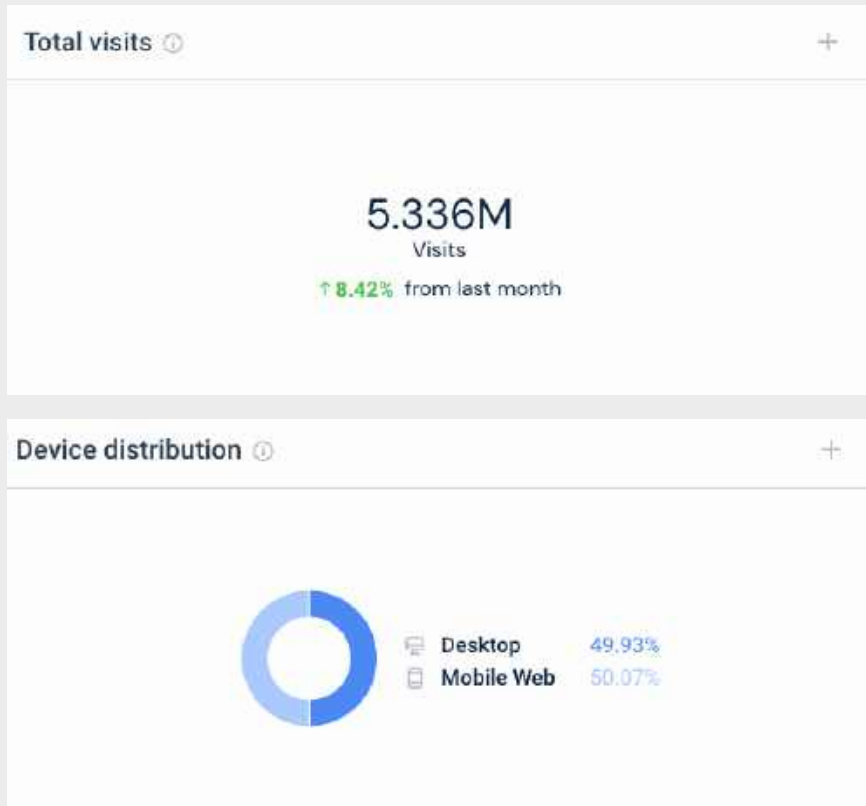 Total visits
5.336M
Visits
↑ 8.42% from last month
Device distribution
Desktop 49.93%
Mobile Web 50.07%